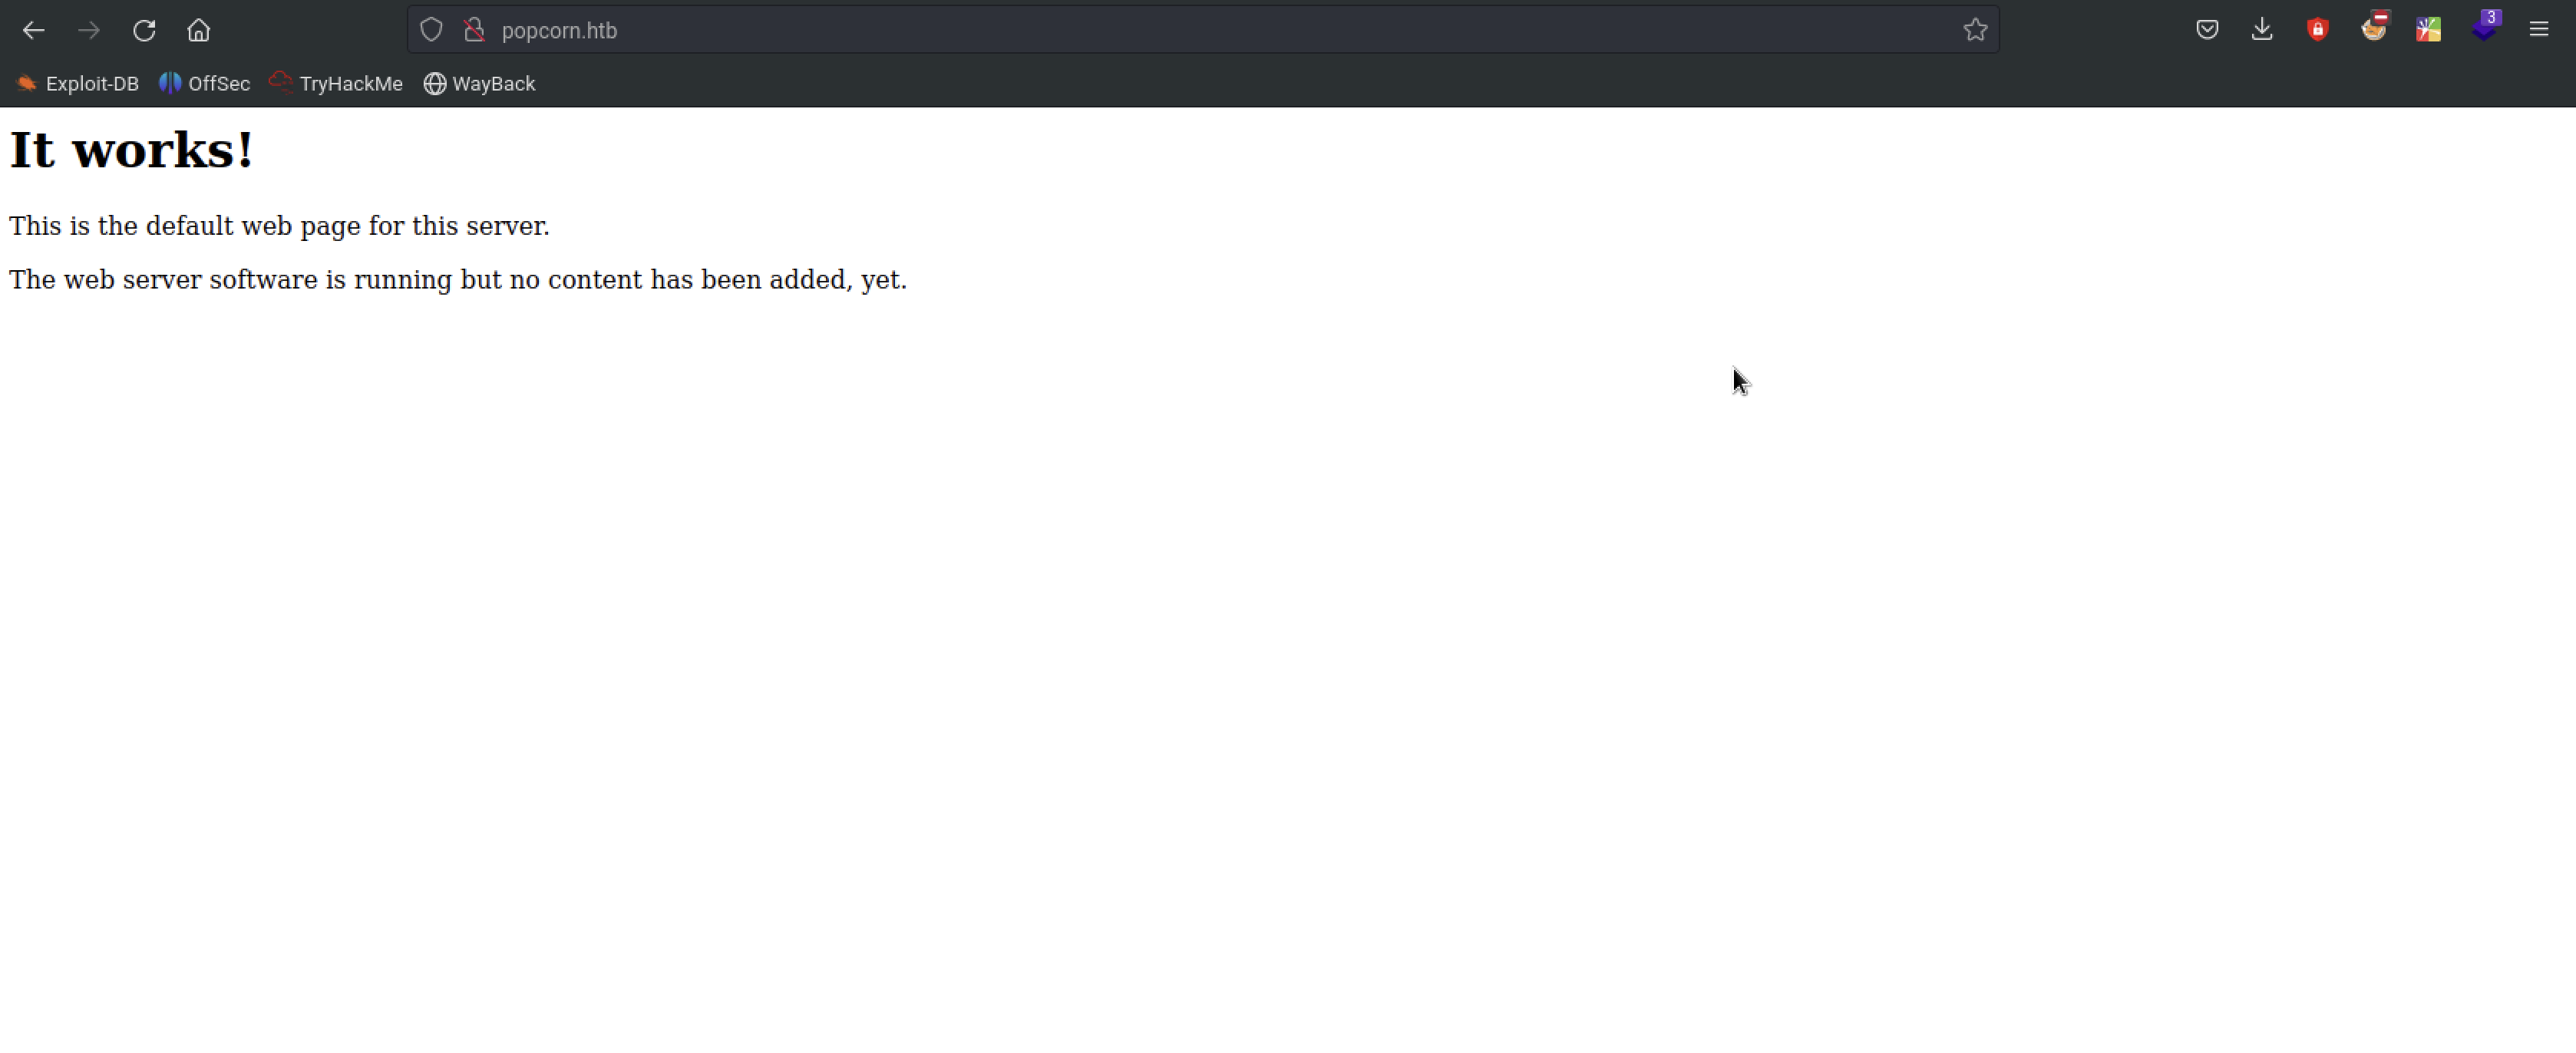 popcorn.htb
3
Exploit-DB OffSec TryHackMe WayBack
It works!
This is the default web page for this server.
The web server software is running but no content has been added, yet.